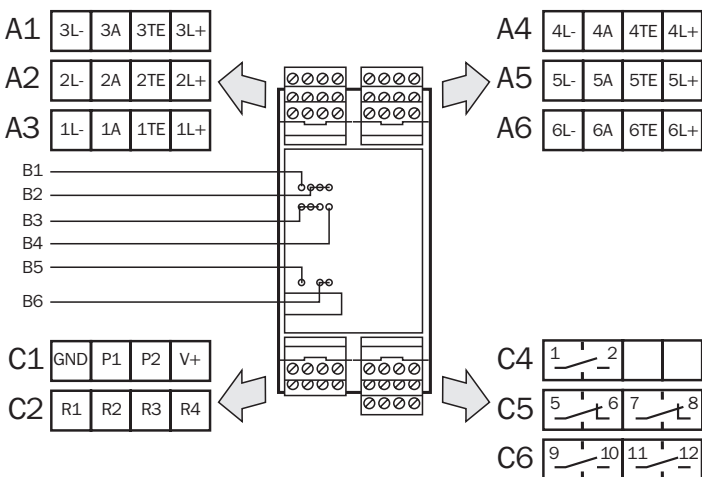 A1 3L- 3A 3TE 3L+
A4 4L- 4A 4TE 4L+
A2 2L- 2A 2TE 2L+
A5 5L- 5A 5TE 5L+
A3 1L- 1A 1TE 1L+
A6 6L- 6A 6TE 6L+
B1
B2
B3
B4
B5
B6
C1 GND P1 P2 V+
C4 1 2
C2 R1 R2 R3 R4
C5 5 6 7 8
C6 9 10 11 12